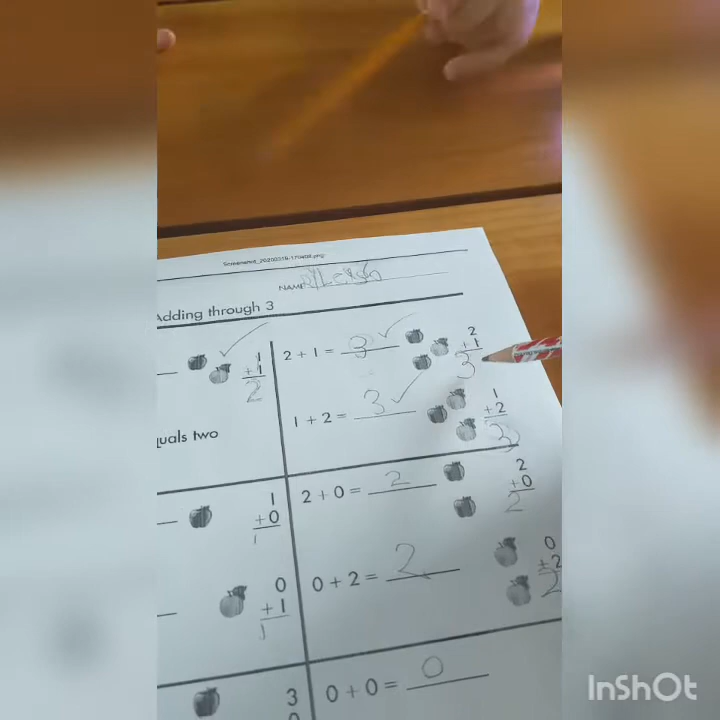 NAME
Adding through 3
1
+1
2
2 + 1 = 3
2
+1
3
1 + 2 = 3
1
+2
3
quals two
1
+0
1
2 + 0 = 2
2
+0
2
0
+1
1
0 + 2 = 2
0
+2
2
3
0 + 0 = 0
InShOt